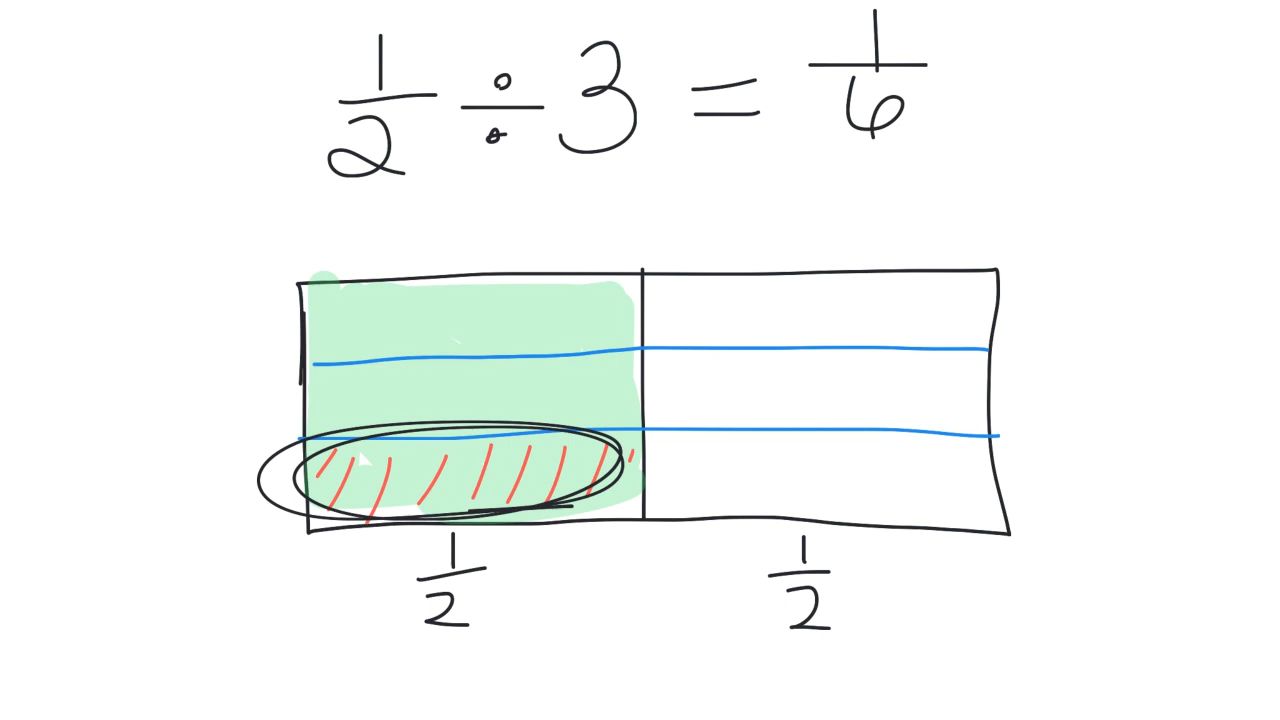 1/2 ÷ 3 = 1/6
1/2 1/2